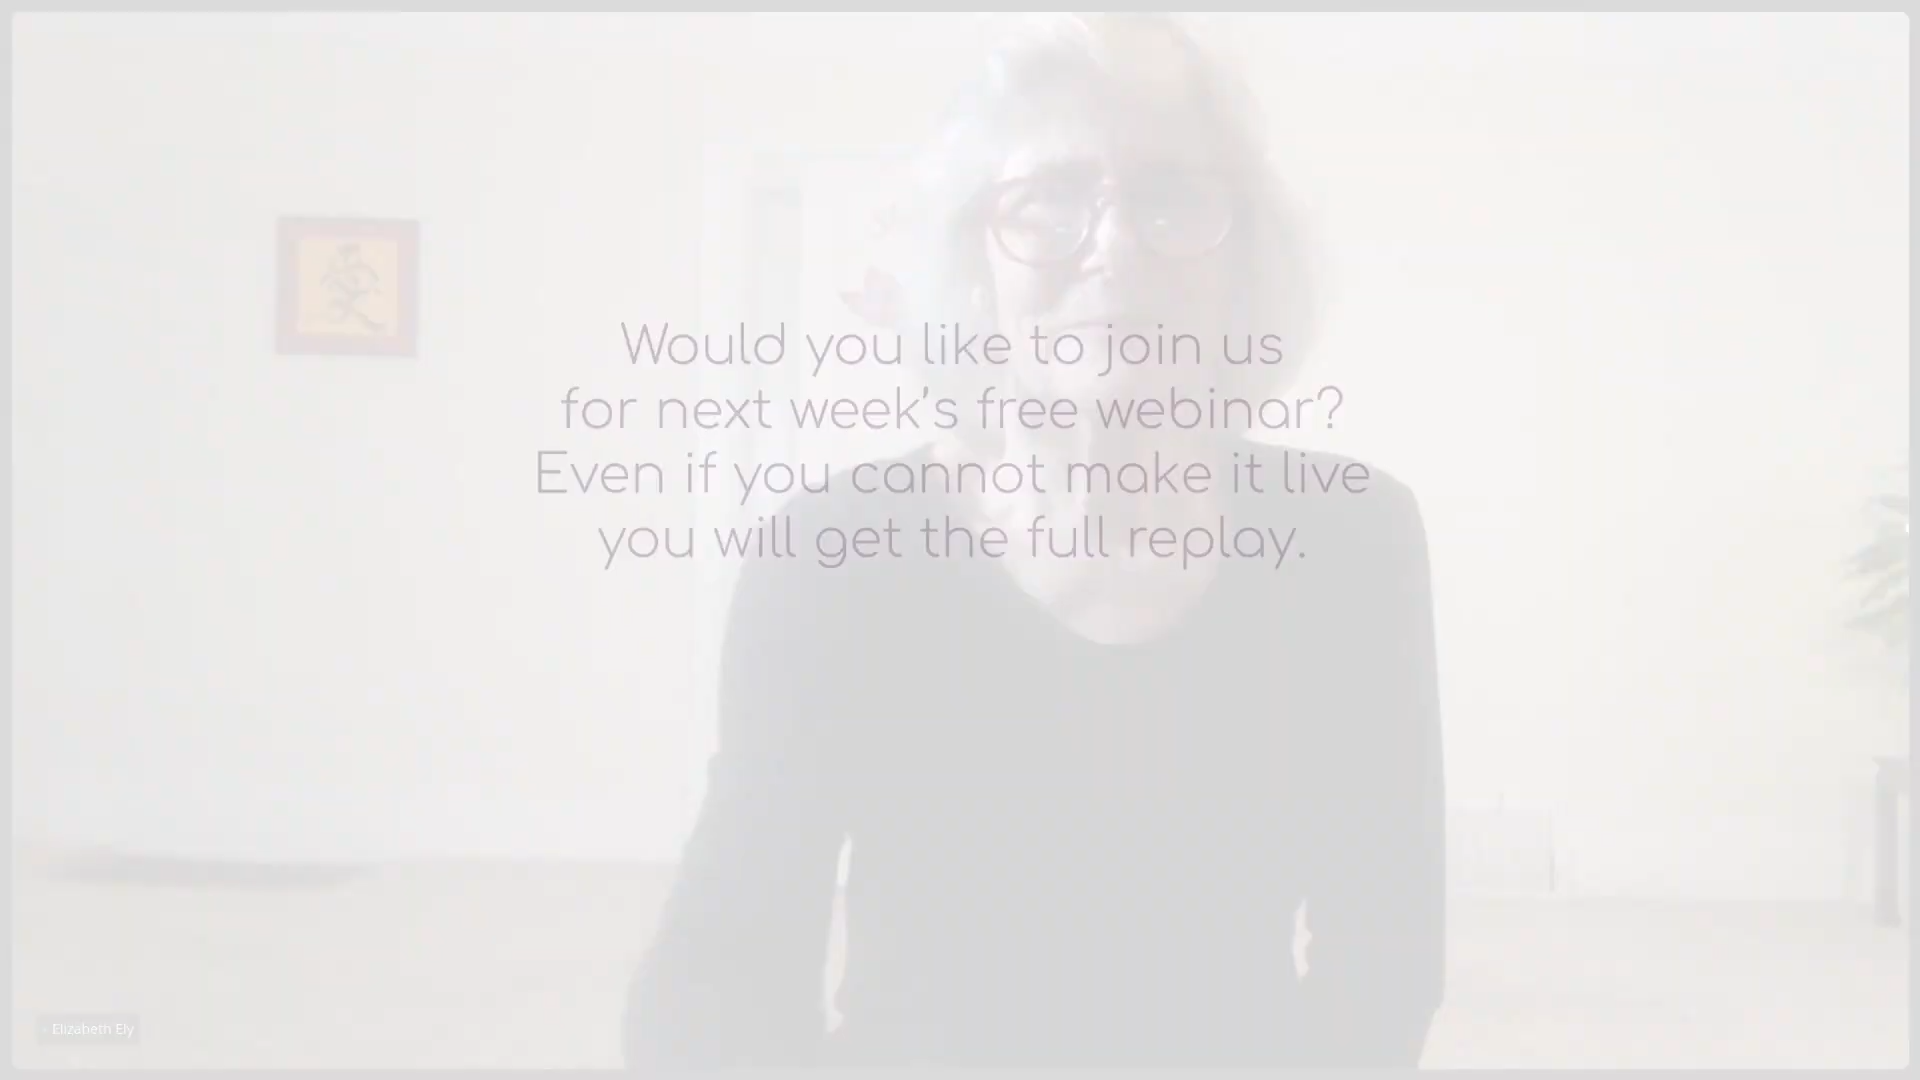 愛
Would you like to join us
for next week's free webinar?
Even if you cannot make it live
you will get the full replay.
Elizabeth Ely